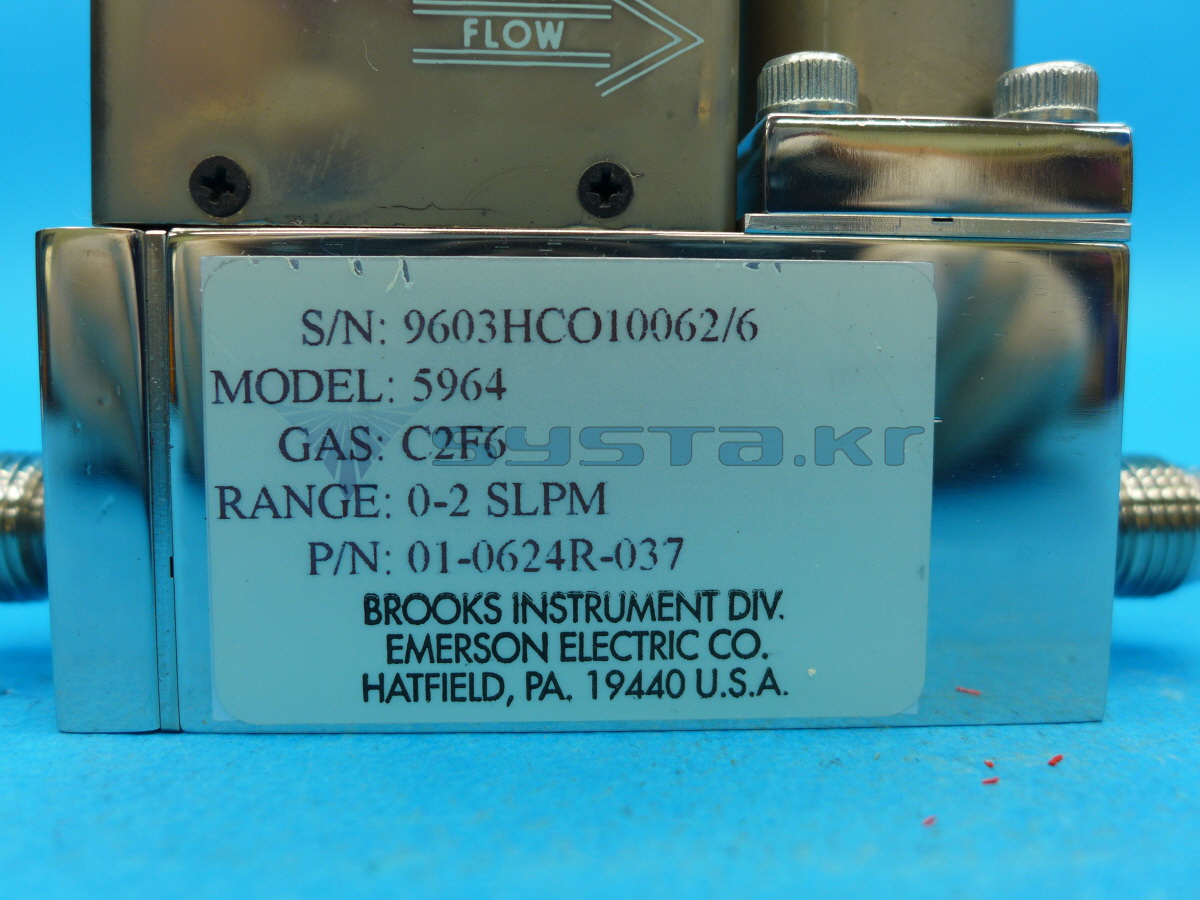 FLOW
S/N: 9603HCO10062/6
MODEL: 5964
GAS: C2F6
systa.kr
RANGE: 0-2 SLPM
P/N: 01-0624R-037
BROOKS INSTRUMENT DIV.
EMERSON ELECTRIC CO.
HATFIELD, PA. 19440 U.S.A.